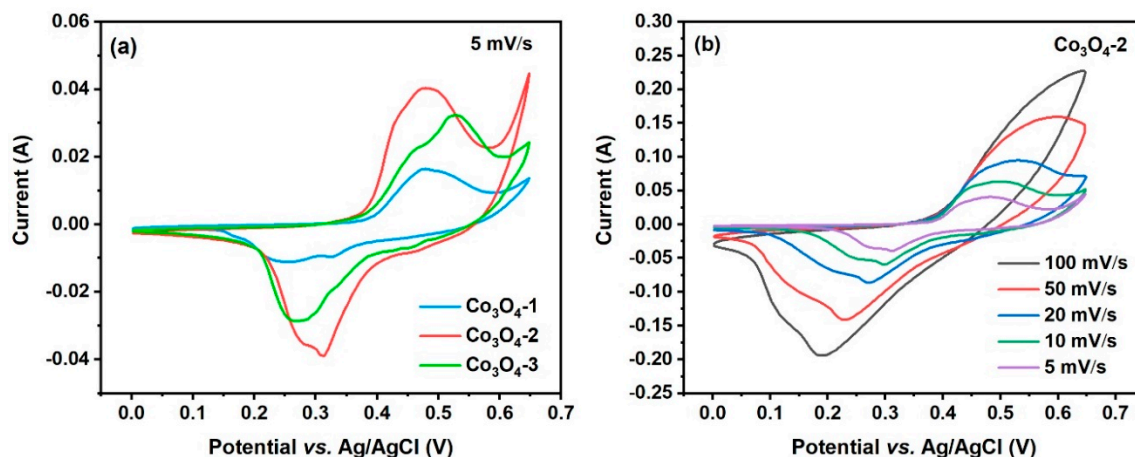 (a)
5 mV/s
Current (A)
0.06
0.04
0.02
0.00
-0.02
-0.04
Co₃O₄-1
Co₃O₄-2
Co₃O₄-3
0.0 0.1 0.2 0.3 0.4 0.5 0.6 0.7
Potential vs. Ag/AgCl (V)
(b)
Co₃O₄-2
Current (A)
0.30
0.25
0.20
0.15
0.10
0.05
0.00
-0.05
-0.10
-0.15
-0.20
-0.25
100 mV/s
50 mV/s
20 mV/s
10 mV/s
5 mV/s
0.0 0.1 0.2 0.3 0.4 0.5 0.6 0.7
Potential vs. Ag/AgCl (V)